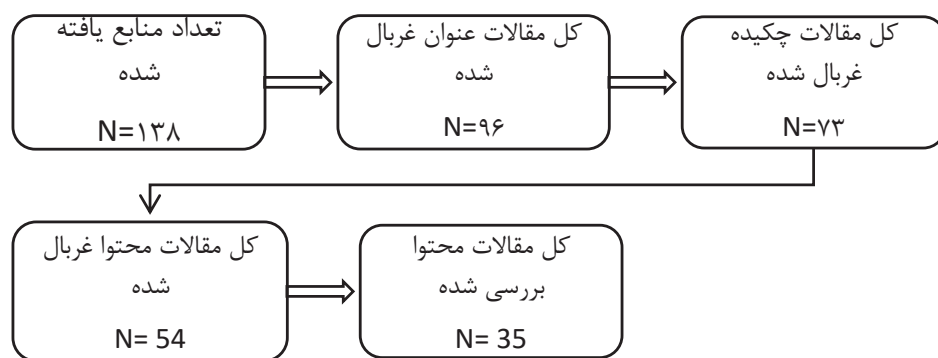 تعداد منابع یافته
شده
N=۱۳۸
کل مقالات عنوان غربال
شده
N=۹۶
کل مقالات چکیده
غربال شده
N=۷۳
کل مقالات محتوا غربال
شده
N= 54
کل مقالات محتوا
بررسی شده
N= 35